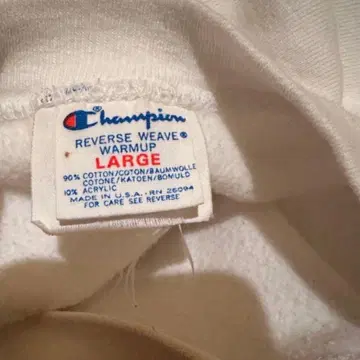 Champion
REVERSE WEAVE®
WARMUP
LARGE
90% COTTON/COTON/BAUMWOLLE
COTONE/KATOEN/BOMULD
10% ACRYLIC
MADE IN U.S.A. - RN 26094
FOR CARE SEE REVERSE